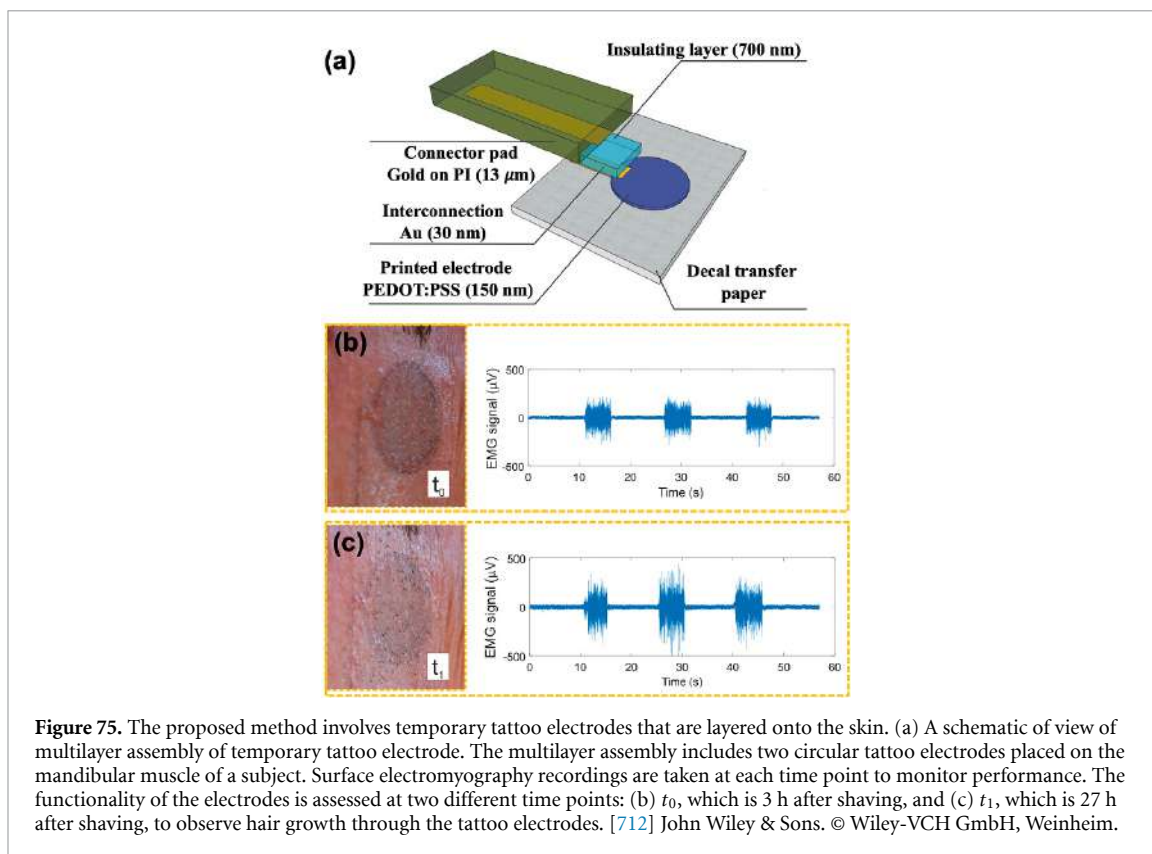 (a)
Insulating layer (700 nm)
Connector pad
Gold on PI (13 μm)
Interconnection
Au (30 nm)
Printed electrode
PEDOT:PSS (150 nm)
Decal transfer
paper
(b)
t0
EMG signal (μV)
500
0
-500
0 10 20 30 40 50 60
Time (s)
(c)
t1
EMG signal (μV)
500
0
-500
0 10 20 30 40 50 60
Time (s)
Figure 75. The proposed method involves temporary tattoo electrodes that are layered onto the skin. (a) A schematic of view of
multilayer assembly of temporary tattoo electrode. The multilayer assembly includes two circular tattoo electrodes placed on the
mandibular muscle of a subject. Surface electromyography recordings are taken at each time point to monitor performance. The
functionality of the electrodes is assessed at two different time points: (b) t0, which is 3 h after shaving, and (c) t1, which is 27 h
after shaving, to observe hair growth through the tattoo electrodes. [712] John Wiley & Sons. © Wiley-VCH GmbH, Weinheim.